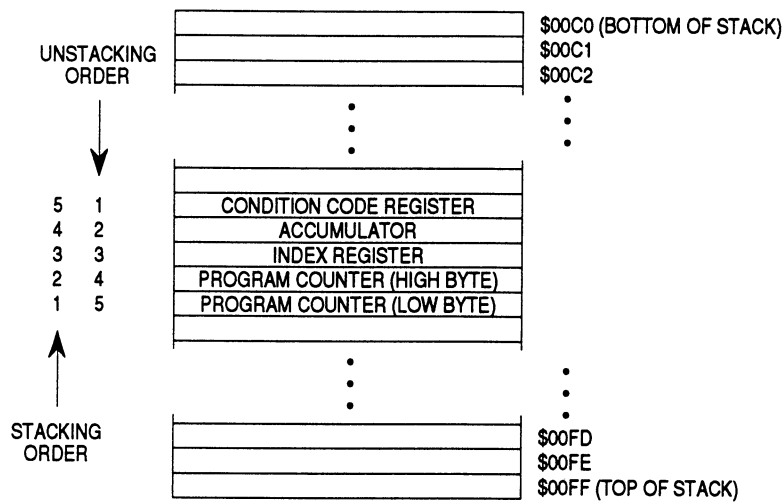 $00C0 (BOTTOM OF STACK)
UNSTACKING
ORDER
$00C1
$00C2
5 1 CONDITION CODE REGISTER
4 2 ACCUMULATOR
3 3 INDEX REGISTER
2 4 PROGRAM COUNTER (HIGH BYTE)
1 5 PROGRAM COUNTER (LOW BYTE)
STACKING
ORDER
$00FD
$00FE
$00FF (TOP OF STACK)